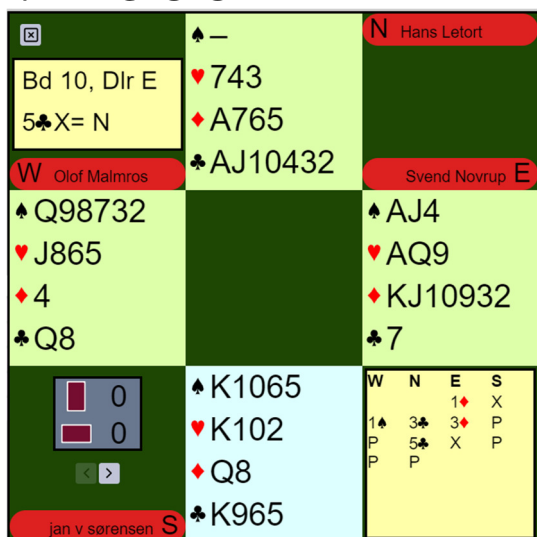 Bd 10, Dlr E
5♣X= N
♠ –
♥ 743
♦ A765
♣ AJ10432
N Hans Letort
W Olof Malmros
Svend Novrup E
♠ Q98732
♥ J865
♦ 4
♣ Q8
♠ AJ4
♥ AQ9
♦ KJ10932
♣ 7
0
0
< >
jan v sørensen S
♠ K1065
♥ K102
♦ Q8
♣ K965
W N E S
1♦ X
1♠ 3♣ 3♦ P
P 5♣ X P
P P